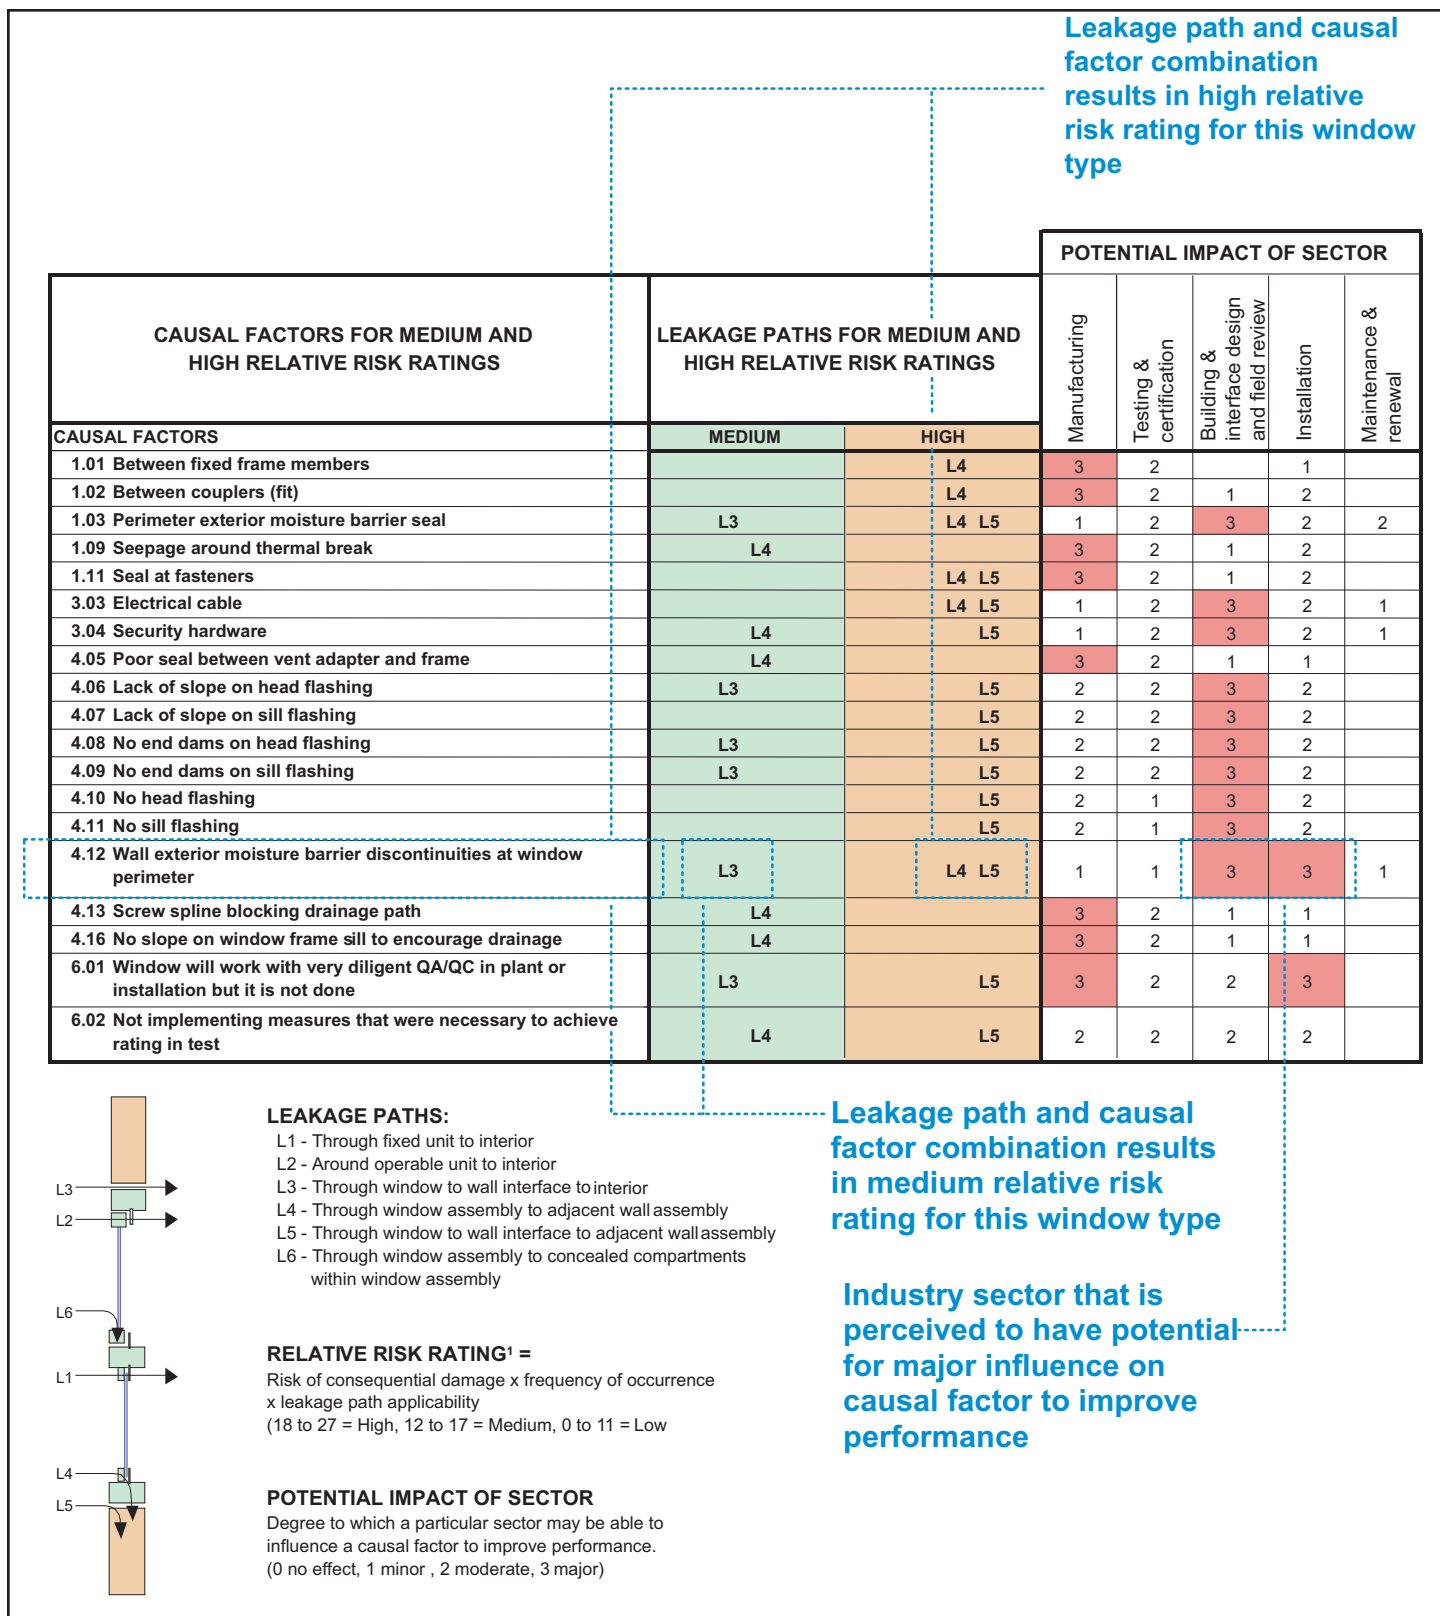 Leakage path and causal
factor combination
results in high relative
risk rating for this window
type
POTENTIAL IMPACT OF SECTOR
CAUSAL FACTORS FOR MEDIUM AND
HIGH RELATIVE RISK RATINGS
LEAKAGE PATHS FOR MEDIUM AND
HIGH RELATIVE RISK RATINGS
Manufacturing
Testing &
certification
Building &
interface design
and field review
Installation
Maintenance &
renewal
CAUSAL FACTORS MEDIUM HIGH
1.01 Between fixed frame members L4 3 2 1
1.02 Between couplers (fit) L4 3 2 1 2
1.03 Perimeter exterior moisture barrier seal L3 L4 L5 1 2 3 2 2
1.09 Seepage around thermal break L4 3 2 1 2
1.11 Seal at fasteners L4 L5 3 2 1 2
3.03 Electrical cable L4 L5 1 2 3 2 1
3.04 Security hardware L4 L5 1 2 3 2 1
4.05 Poor seal between vent adapter and frame L4 3 2 1 1
4.06 Lack of slope on head flashing L3 L5 2 2 3 2
4.07 Lack of slope on sill flashing L5 2 2 3 2
4.08 No end dams on head flashing L3 L5 2 2 3 2
4.09 No end dams on sill flashing L3 L5 2 2 3 2
4.10 No head flashing L5 2 1 3 2
4.11 No sill flashing L5 2 1 3 2
4.12 Wall exterior moisture barrier discontinuities at window
perimeter L3 L4 L5 1 1 3 3 1
4.13 Screw spline blocking drainage path L4 3 2 1 1
4.16 No slope on window frame sill to encourage drainage L4 3 2 1 1
6.01 Window will work with very diligent QA/QC in plant or
installation but it is not done L3 L5 3 2 2 3
6.02 Not implementing measures that were necessary to achieve
rating in test L4 L5 2 2 2 2
L3
L2
L6
L1
L4
L5
LEAKAGE PATHS:
L1 - Through fixed unit to interior
L2 - Around operable unit to interior
L3 - Through window to wall interface to interior
L4 - Through window assembly to adjacent wall assembly
L5 - Through window to wall interface to adjacent wall assembly
L6 - Through window assembly to concealed compartments
within window assembly
RELATIVE RISK RATING¹ =
Risk of consequential damage x frequency of occurrence
x leakage path applicability
(18 to 27 = High, 12 to 17 = Medium, 0 to 11 = Low
POTENTIAL IMPACT OF SECTOR
Degree to which a particular sector may be able to
influence a causal factor to improve performance.
(0 no effect, 1 minor , 2 moderate, 3 major)
Leakage path and causal
factor combination results
in medium relative risk
rating for this window type
Industry sector that is
perceived to have potential
for major influence on
causal factor to improve
performance